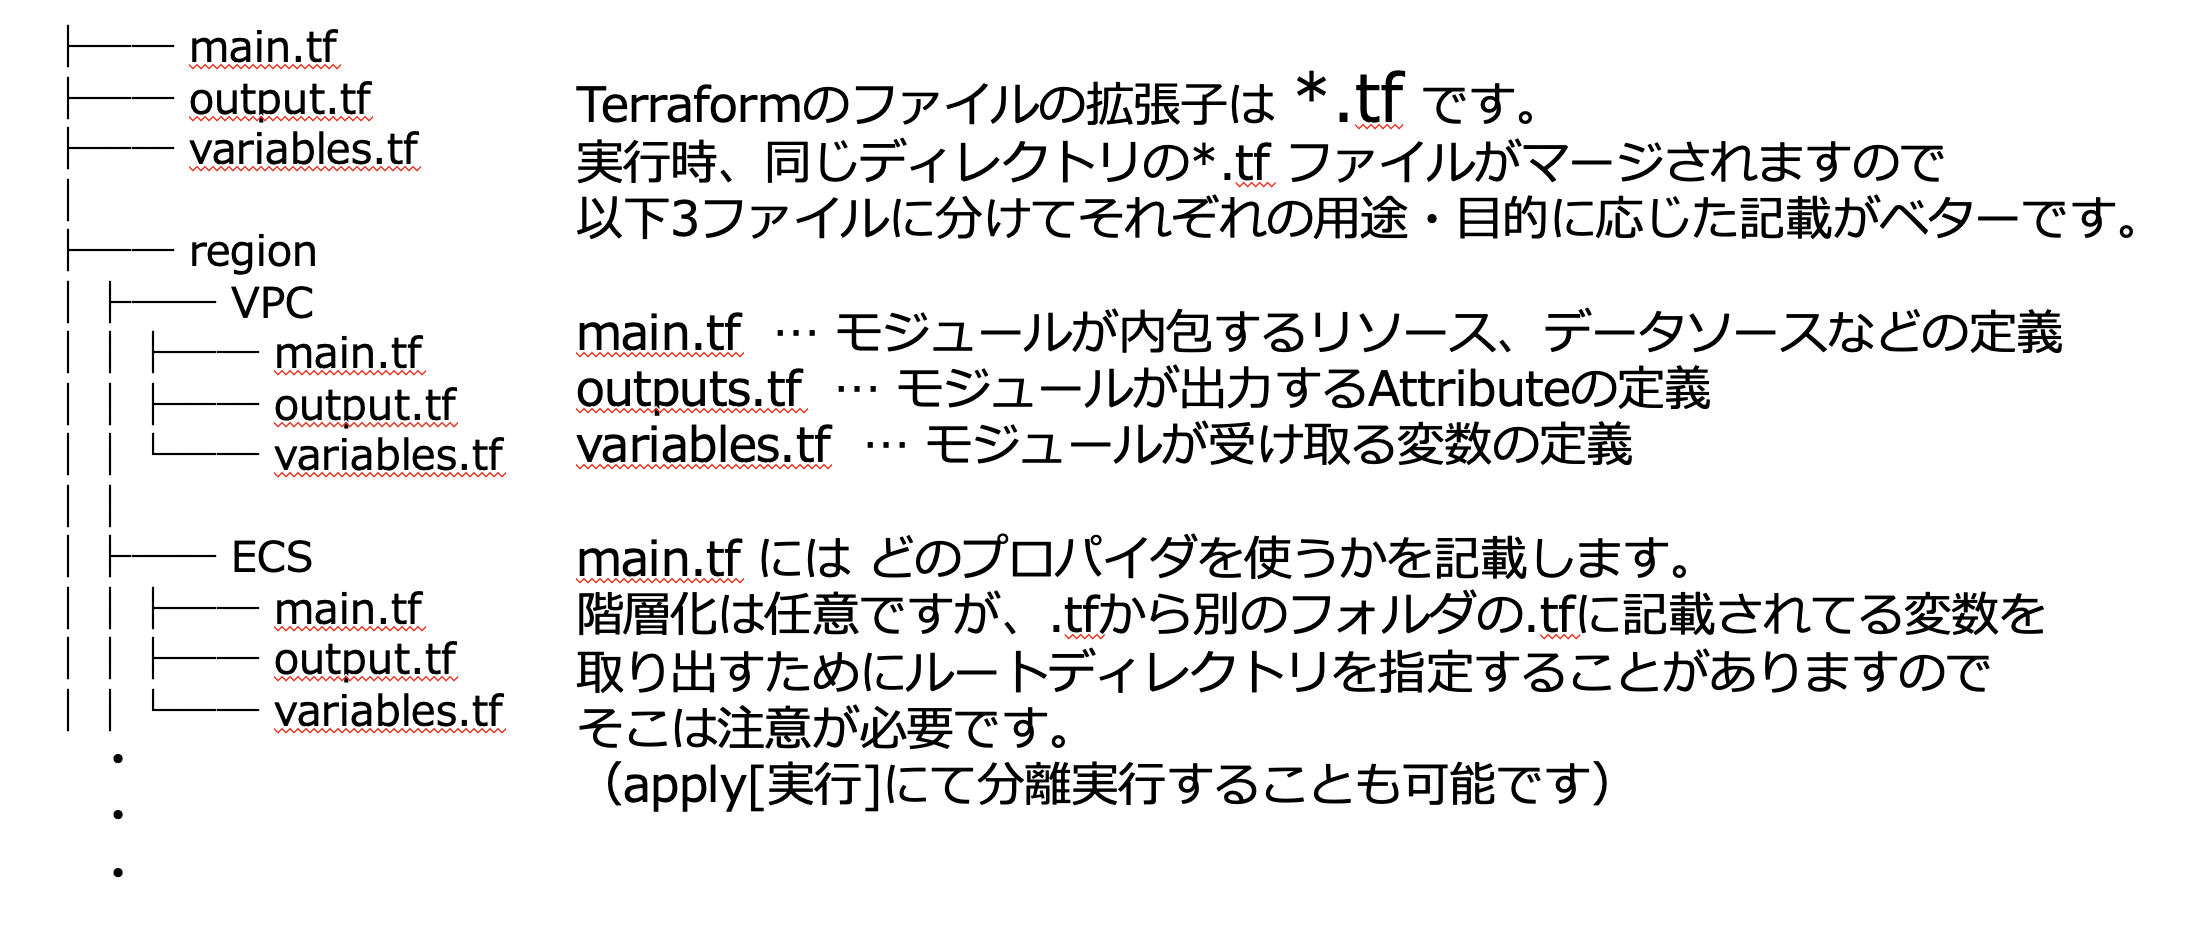 main.tf
output.tf
variables.tf
region
VPC
main.tf
output.tf
variables.tf
ECS
main.tf
output.tf
variables.tf
・
・
・
Terraformのファイルの拡張子は *.tf です。
実行時、同じディレクトリの*.tf ファイルがマージされますので
以下3ファイルに分けてそれぞれの用途・目的に応じた記載がベターです。
main.tf … モジュールが内包するリソース、データソースなどの定義
outputs.tf … モジュールが出力するAttributeの定義
variables.tf … モジュールが受け取る変数の定義
main.tf には どのプロパイダを使うかを記載します。
階層化は任意ですが、.tfから別のフォルダの.tfに記載されてる変数を
取り出すためにルートディレクトリを指定することがありますので
そこは注意が必要です。
（apply[実行]にて分離実行することも可能です）